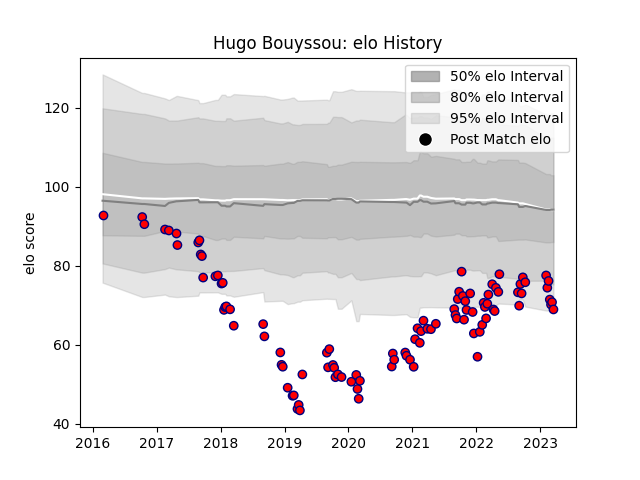 Hugo Bouyssou: elo History
50% elo Interval
80% elo Interval
95% elo Interval
Post Match elo
elo score
120
100
80
60
40
2016 2017 2018 2019 2020 2021 2022 2023